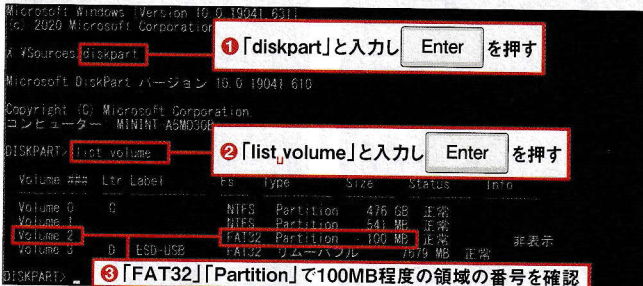 Microsoft Windows [Version 10.0.19041.631]
(c) 2020 Microsoft Corporation
X:¥Sources>diskpart
❶「diskpart」と入力し Enter を押す
Microsoft DiskPart バージョン 10.0.19041.610
Copyright (C) Microsoft Corporation.
コンピューター MININT-A6M030B
DISKPART> list volume
❷「list␣volume」と入力し Enter を押す
Volume ### Ltr Label Fs Type Size Status Info
Volume 0 NTFS Partition 476 GB 正常
Volume 1 NTFS Partition 541 MB 正常
Volume 2 FAT32 Partition 100 MB 正常 非表示
Volume 3 D ESD-USB FAT32 リムーバブル 7679 MB 正常
DISKPART>
❸「FAT32」「Partition」で100MB程度の領域の番号を確認